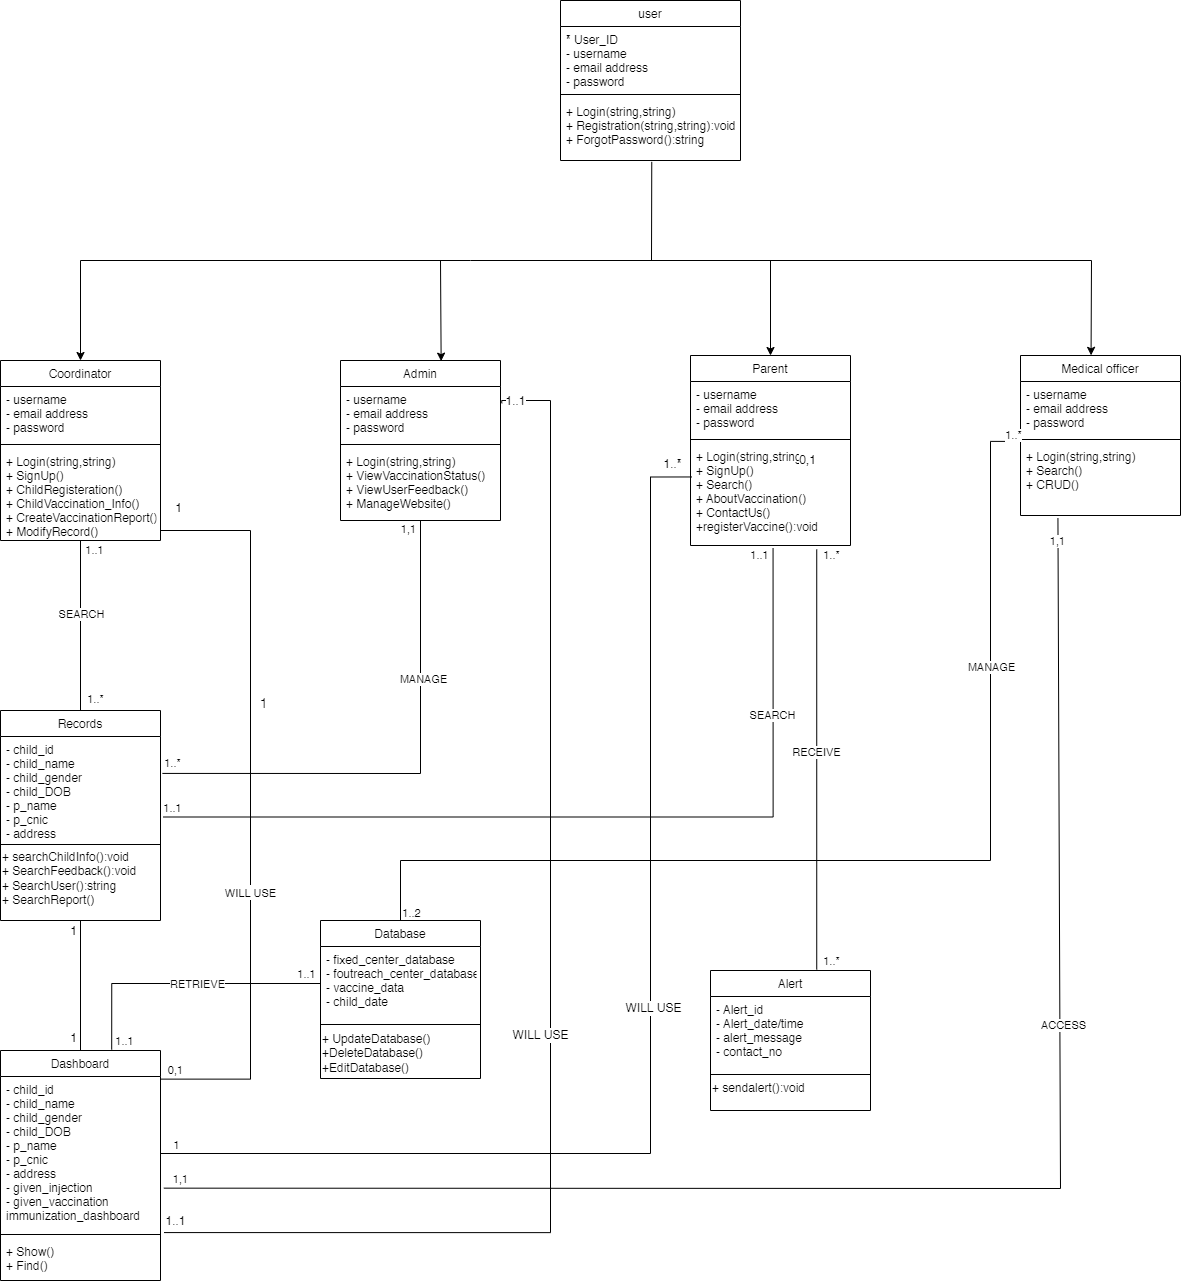 user
* User_ID
- username
- email address
- password
+ Login(string,string)
+ Registration(string,string):void
+ ForgotPassword():string
Coordinator
- username
- email address
- password
+ Login(string,string)
+ SignUp()
+ ChildRegisteration()
+ ChildVaccination_Info()
+ CreateVaccinationReport()
+ ModifyRecord()
Admin
- username
- email address
- password
+ Login(string,string)
+ ViewVaccinationStatus()
+ ViewUserFeedback()
+ ManageWebsite()
1..1
Parent
- username
- email address
- password
+ Login(string,string
0,1
+ SignUp()
+ Search()
+ AboutVaccination()
+ ContactUs()
+registerVaccine():void
1..*
Medical officer
- username
- email address
- password
1..*
+ Login(string,string)
+ Search()
+ CRUD()
1
1..1
1,1
1..1
1..*
1,1
SEARCH
MANAGE
MANAGE
1..*
1
SEARCH
RECEIVE
Records
- child_id
- child_name
- child_gender
- child_DOB
- p_name
- p_cnic
- address
+ searchChildInfo():void
+ SearchFeedback():void
+ SearchUser():string
+ SearchReport()
1..*
1..1
WILL USE
1
1..2
Database
- fixed_center_database
- foutreach_center_database
- vaccine_data
- child_date
+ UpdateDatabase()
+DeleteDatabase()
+EditDatabase()
1..1
RETRIEVE
1..*
Alert
- Alert_id
- Alert_date/time
- alert_message
- contact_no
+ sendalert():void
WILL USE
WILL USE
ACCESS
1
1..1
Dashboard
- child_id
- child_name
- child_gender
- child_DOB
- p_name
- p_cnic
- address
- given_injection
- given_vaccination
immunization_dashboard
+ Show()
+ Find()
0,1
1
1,1
1..1